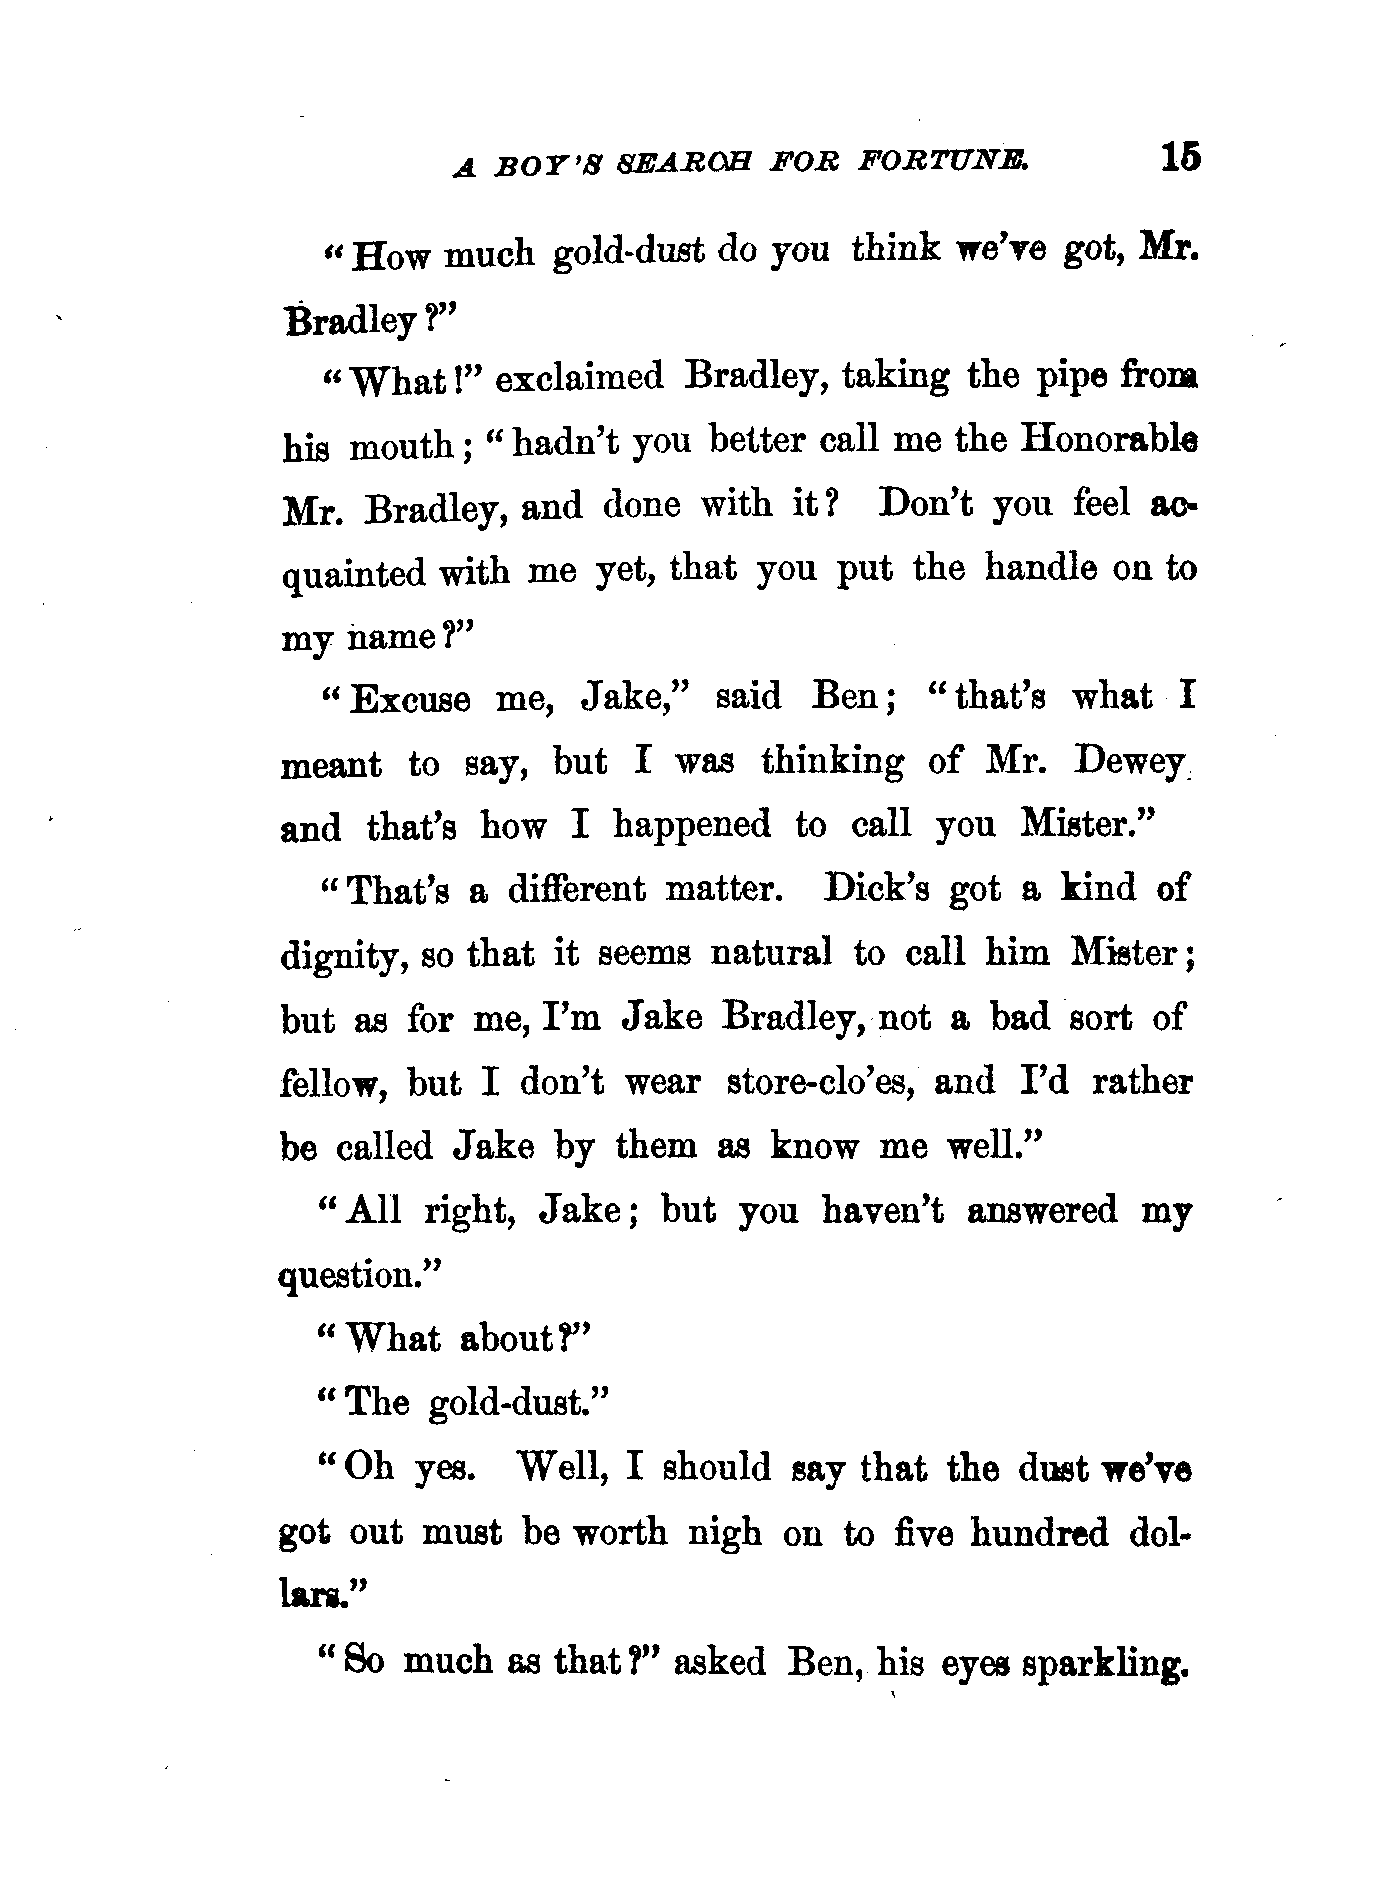 A BOY'S SEARCH FOR FORTUNE. 15
"How much gold-dust do you think we've got, Mr.
Bradley?"
"What!" exclaimed Bradley, taking the pipe from
his mouth; "hadn't you better call me the Honorable
Mr. Bradley, and done with it? Don't you feel ac-
quainted with me yet, that you put the handle on to
my name?"
"Excuse me, Jake," said Ben; "that's what I
meant to say, but I was thinking of Mr. Dewey
and that's how I happened to call you Mister."
"That's a different matter. Dick's got a kind of
dignity, so that it seems natural to call him Mister;
but as for me, I'm Jake Bradley, not a bad sort of
fellow, but I don't wear store-clo'es, and I'd rather
be called Jake by them as know me well."
"All right, Jake; but you haven't answered my
question."
"What about?"
"The gold-dust."
"Oh yes. Well, I should say that the dust we've
got out must be worth nigh on to five hundred dol-
lars."
"So much as that?" asked Ben, his eyes sparkling.